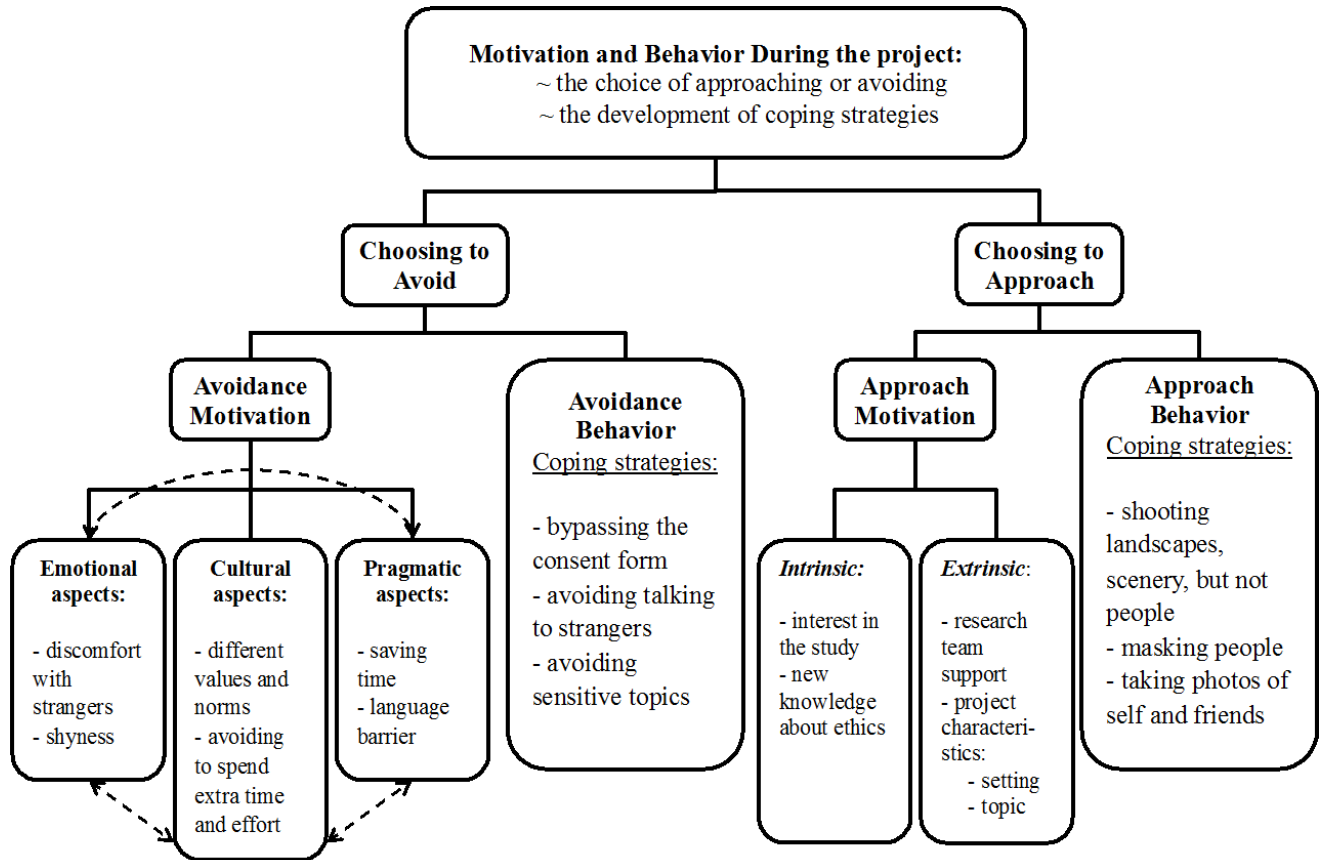 Motivation and Behavior During the project:
~ the choice of approaching or avoiding
~ the development of coping strategies
Choosing to
Avoid
Choosing to
Approach
Avoidance
Motivation
Avoidance
Behavior
Coping strategies:
- bypassing the
consent form
- avoiding talking
to strangers
- avoiding
sensitive topics
Approach
Motivation
Approach
Behavior
Coping strategies:
- shooting
landscapes,
scenery, but not
people
- masking people
- taking photos of
self and friends
Emotional
aspects:
- discomfort
with
strangers
- shyness
Cultural
aspects:
- different
values and
norms
- avoiding
to spend
extra time
and effort
Pragmatic
aspects:
- saving
time
- language
barrier
Intrinsic:
- interest in
the study
- new
knowledge
about ethics
Extrinsic:
- research
team
support
- project
characteri-
stics:
- setting
- topic